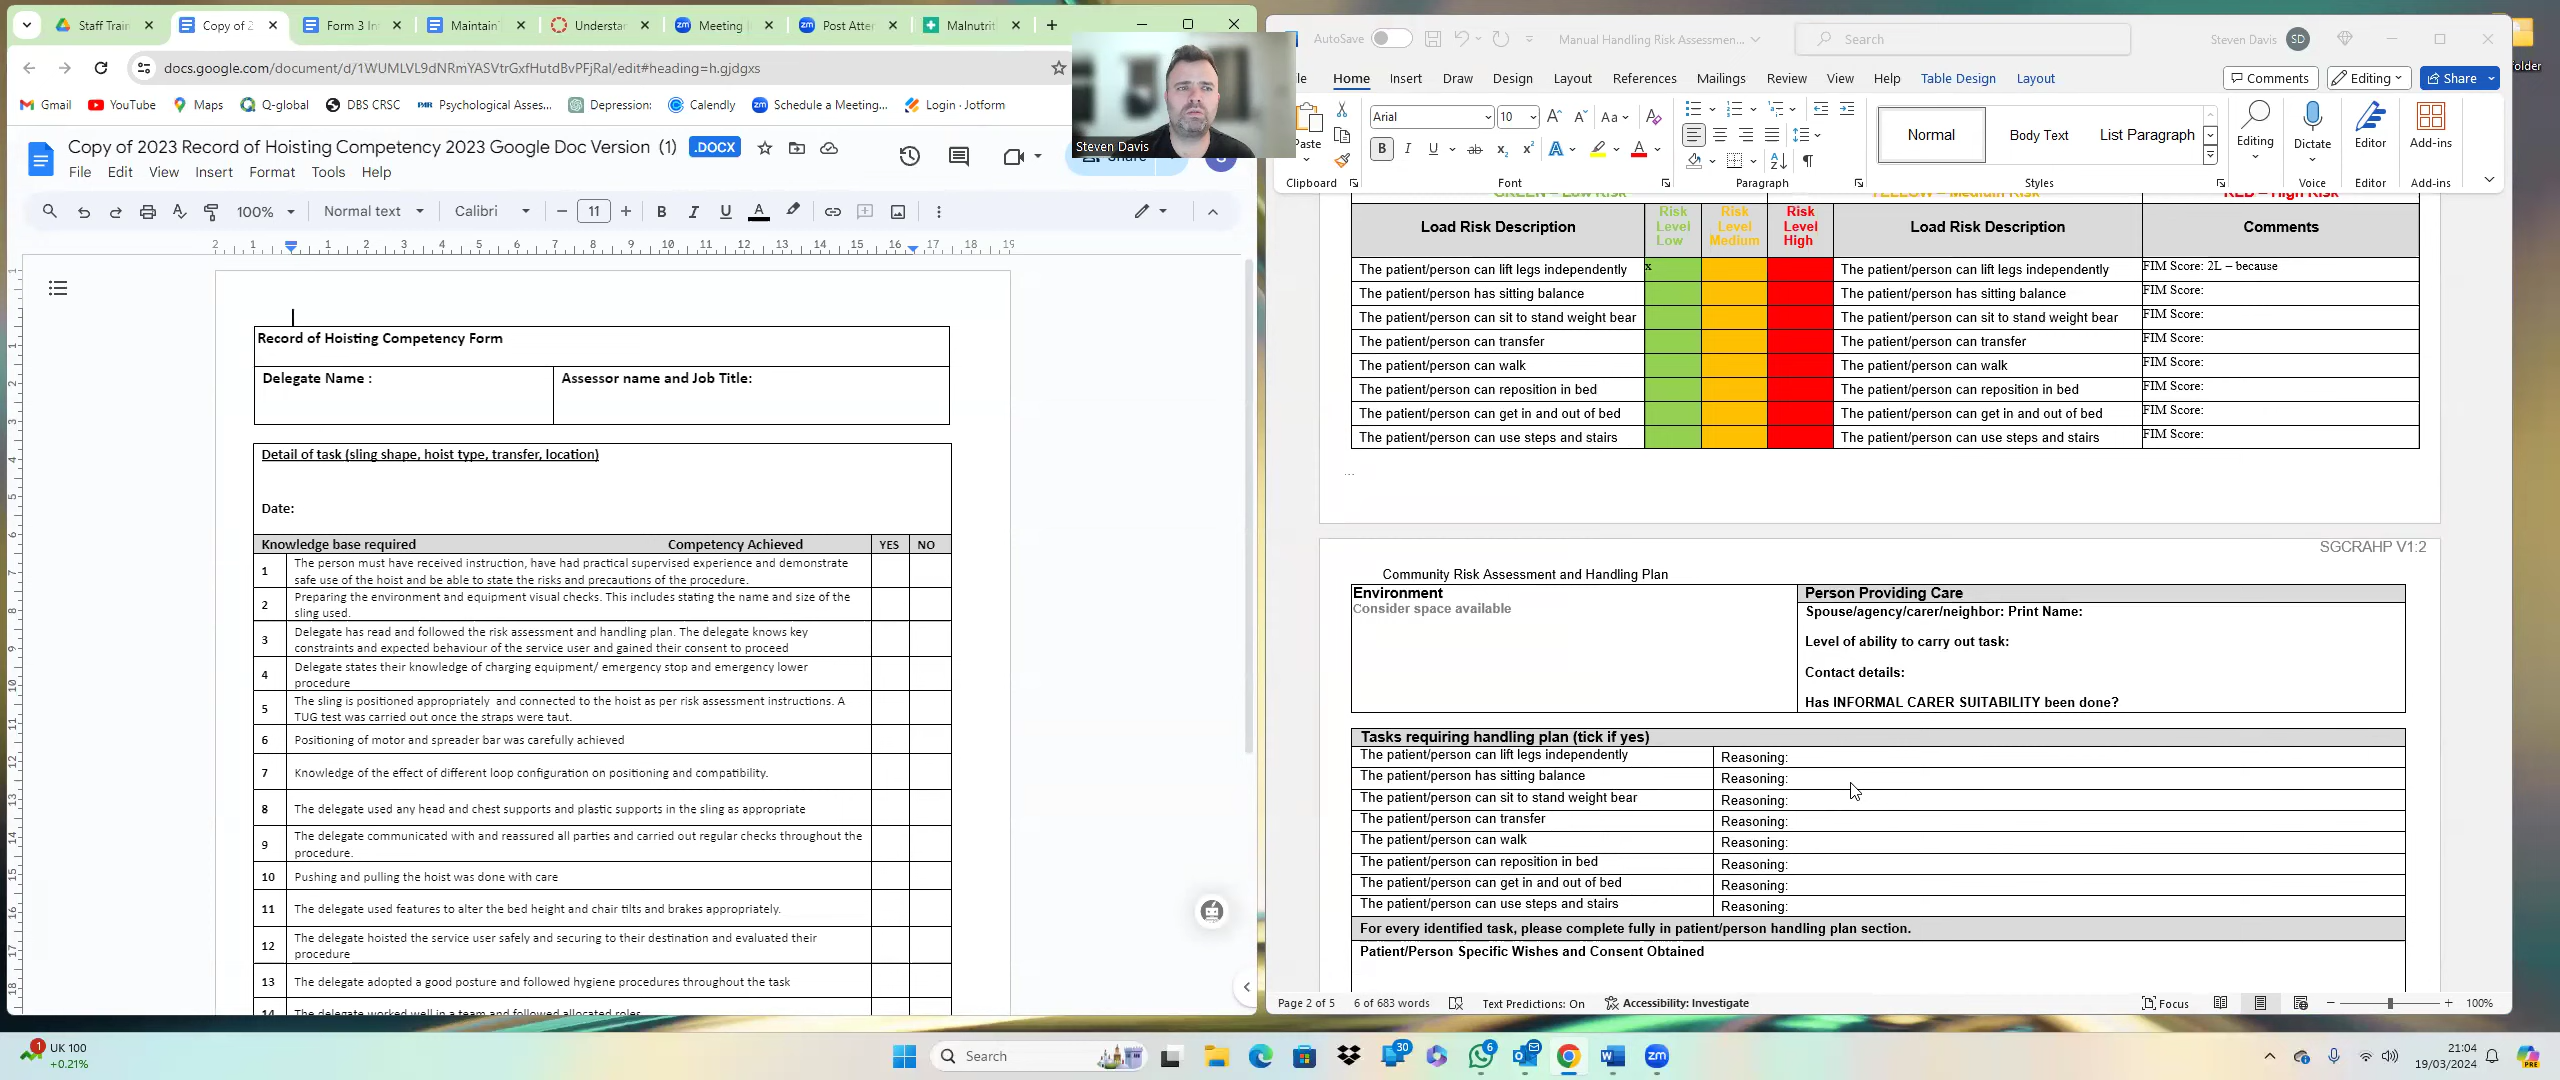 Staff Train
Copy of 2
Form 3 In
Maintain
Understan
Meeting
Post Atter
Malnutrit
docs.google.com/document/d/1WUMLVL9dNRmYASVtrGxfHutdBvPFjRaI/edit#heading=h.gjdgxs
Gmail YouTube Maps Q-global DBS CRSC Psychological Asses... Depression: Calendly Schedule a Meeting... Login · Jotform
Copy of 2023 Record of Hoisting Competency 2023 Google Doc Version (1) .DOCX
File Edit View Insert Format Tools Help
Share
100% Normal text Calibri 11
Record of Hoisting Competency Form
Delegate Name : Assessor name and Job Title:
Detail of task (sling shape, hoist type, transfer, location)
Date:
Knowledge base required Competency Achieved YES NO
1 The person must have received instruction, have had practical supervised experience and demonstrate
safe use of the hoist and be able to state the risks and precautions of the procedure.
2 Preparing the environment and equipment visual checks. This includes stating the name and size of the
sling used.
3 Delegate has read and followed the risk assessment and handling plan. The delegate knows key
constraints and expected behaviour of the service user and gained their consent to proceed
4 Delegate states their knowledge of charging equipment/ emergency stop and emergency lower
procedure
5 The sling is positioned appropriately and connected to the hoist as per risk assessment instructions. A
TUG test was carried out once the straps were taut.
6 Positioning of motor and spreader bar was carefully achieved
7 Knowledge of the effect of different loop configuration on positioning and compatibility.
8 The delegate used any head and chest supports and plastic supports in the sling as appropriate
9 The delegate communicated with and reassured all parties and carried out regular checks throughout the
procedure.
10 Pushing and pulling the hoist was done with care
11 The delegate used features to alter the bed height and chair tilts and brakes appropriately.
12 The delegate hoisted the service user safely and securing to their destination and evaluated their
procedure
13 The delegate adopted a good posture and followed hygiene procedures throughout the task
14 The delegate worked well in a team and followed allocated roles
Steven Davis
AutoSave Manual Handling Risk Assessmen... Search Steven Davis SD
Home Insert Draw Design Layout References Mailings Review View Help Table Design Layout Comments Editing Share
Paste Arial 10 Normal Body Text List Paragraph Editing Dictate Editor Add-ins
Clipboard Font Paragraph Styles Voice Editor Add-ins
GREEN – Low Risk YELLOW – Medium Risk RED – High Risk
Load Risk Description Risk Level Low Risk Level Medium Risk Level High Load Risk Description Comments
The patient/person can lift legs independently x The patient/person can lift legs independently FIM Score: 2L – because
The patient/person has sitting balance The patient/person has sitting balance FIM Score:
The patient/person can sit to stand weight bear The patient/person can sit to stand weight bear FIM Score:
The patient/person can transfer The patient/person can transfer FIM Score:
The patient/person can walk The patient/person can walk FIM Score:
The patient/person can reposition in bed The patient/person can reposition in bed FIM Score:
The patient/person can get in and out of bed The patient/person can get in and out of bed FIM Score:
The patient/person can use steps and stairs The patient/person can use steps and stairs FIM Score:
SGCRAHP V1:2
Community Risk Assessment and Handling Plan
Environment
Consider space available
Person Providing Care
Spouse/agency/carer/neighbor: Print Name:
Level of ability to carry out task:
Contact details:
Has INFORMAL CARER SUITABILITY been done?
Tasks requiring handling plan (tick if yes)
The patient/person can lift legs independently Reasoning:
The patient/person has sitting balance Reasoning:
The patient/person can sit to stand weight bear Reasoning:
The patient/person can transfer Reasoning:
The patient/person can walk Reasoning:
The patient/person can reposition in bed Reasoning:
The patient/person can get in and out of bed Reasoning:
The patient/person can use steps and stairs Reasoning:
For every identified task, please complete fully in patient/person handling plan section.
Patient/Person Specific Wishes and Consent Obtained
Page 2 of 5 6 of 683 words Text Predictions: On Accessibility: Investigate Focus 100%
folder
UK 100
+0.21%
Search
30
6
21:04
19/03/2024